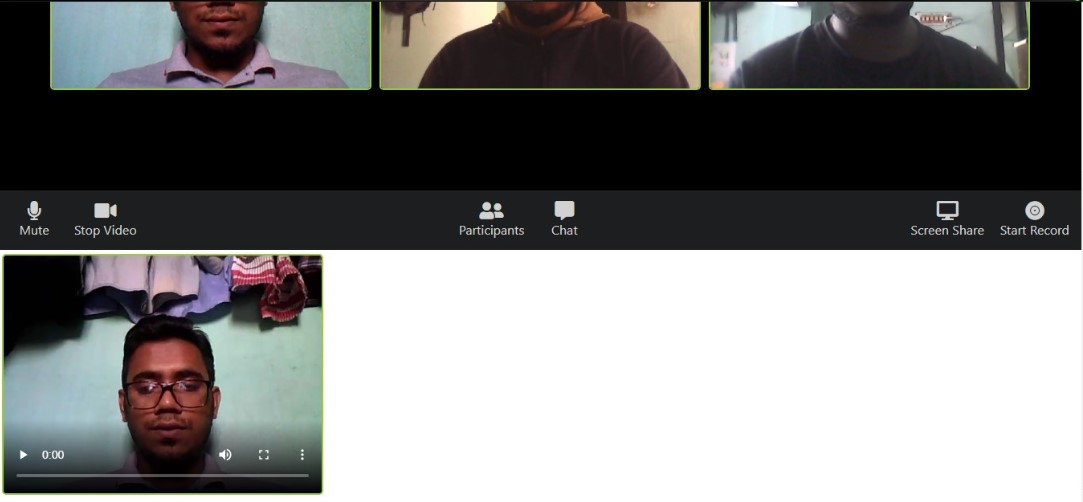 Mute
Stop Video
Participants
Chat
Screen Share
Start Record
0:00